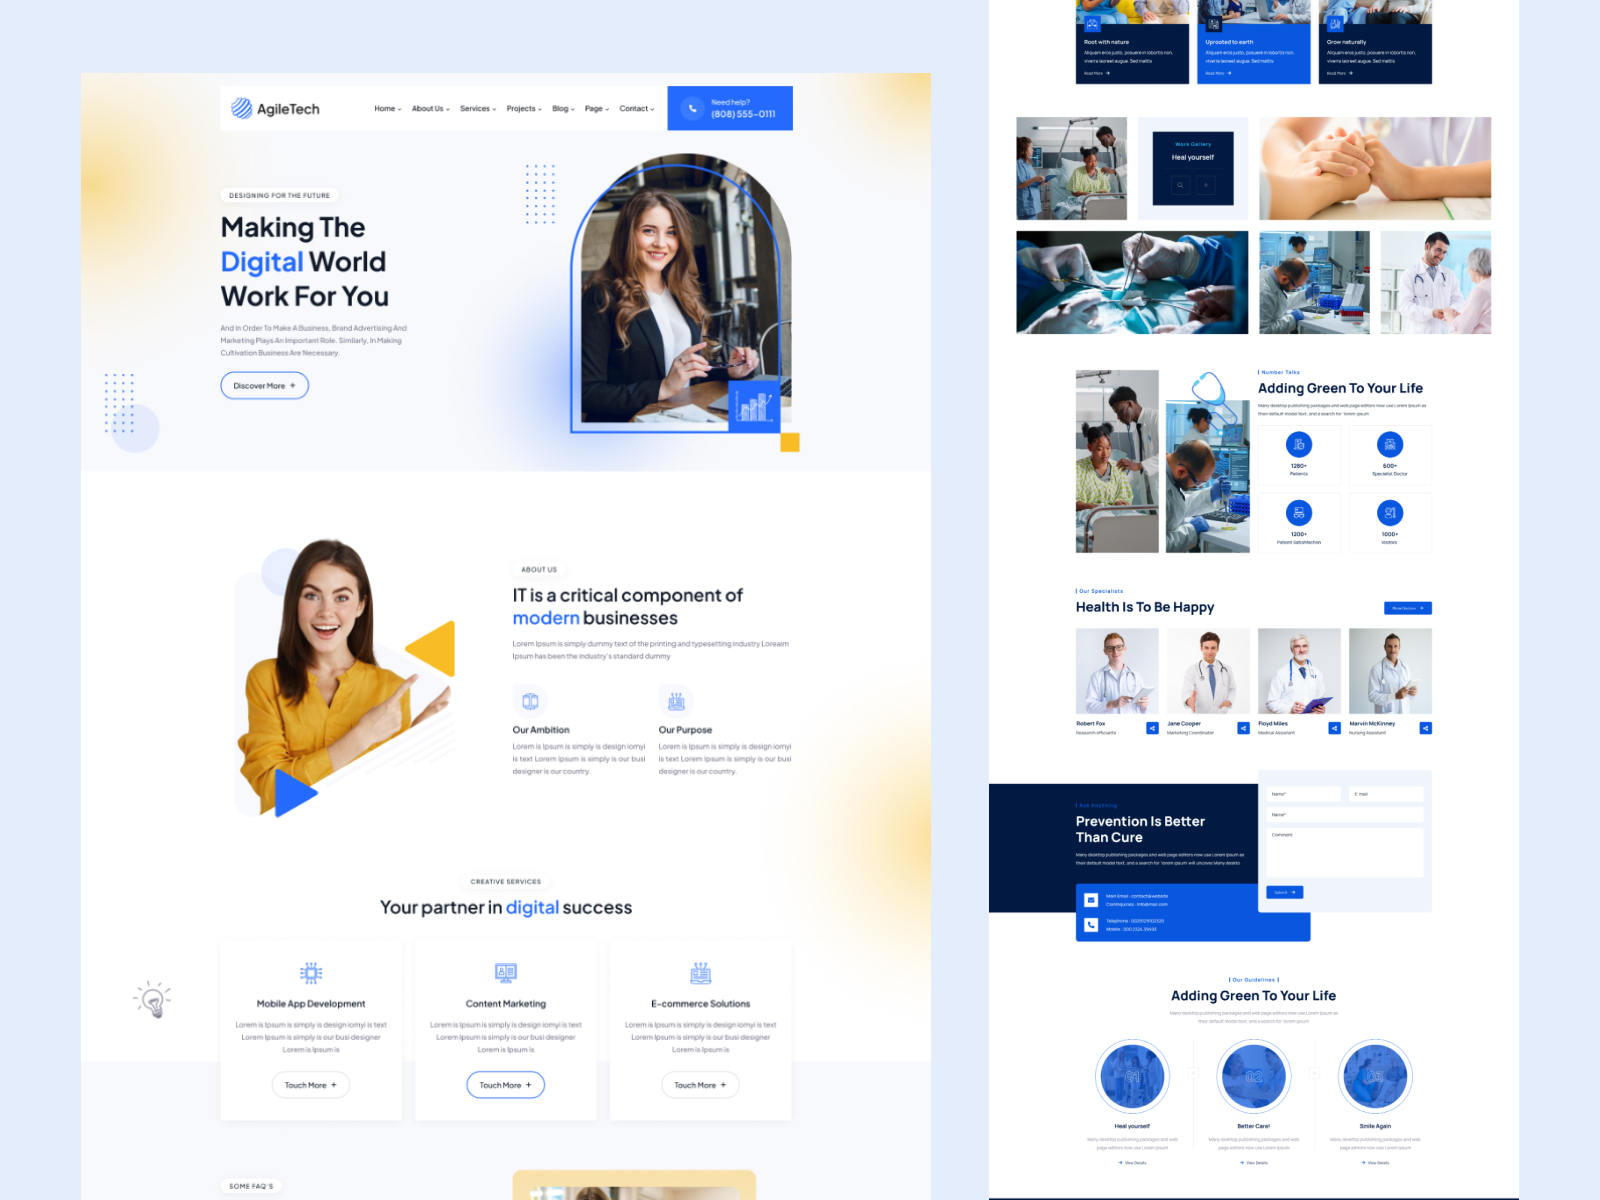 AgileTech
Home
About Us
Services
Projects
Blog
Page
Contact
Need help?
(808) 555-0111
DESIGNING FOR THE FUTURE
Making The
Digital World
Work For You
And In Order To Make A Business, Brand Advertising And
Marketing Plays An Important Role. Similarly, In Making
Cultivation Business Are Necessary.
Discover More +
ABOUT US
IT is a critical component of
modern businesses
Lorem Ipsum is simply dummy text of the printing and typesetting industry Loreaim
Ipsum has been the industry's standard dummy
Our Ambition
Lorem is Ipsum is simply is design iomyi
is text Lorem Ipsum is simply is our busi
designer is our country.
Our Purpose
Lorem is Ipsum is simply is design iomyi
is text Lorem Ipsum is simply is our busi
designer is our country.
CREATIVE SERVICES
Your partner in digital success
Mobile App Development
Lorem is Ipsum is simply is design iomyi is text
Lorem Ipsum is simply is our busi designer
Lorem is Ipsum is
Touch More +
Content Marketing
Lorem is Ipsum is simply is design iomyi is text
Lorem Ipsum is simply is our busi designer
Lorem is Ipsum is
Touch More +
E-commerce Solutions
Lorem is Ipsum is simply is design iomyi is text
Lorem Ipsum is simply is our busi designer
Lorem is Ipsum is
Touch More +
SOME FAQ'S
Root with nature
Aliquam eros justo, posuere in lobortis non,
viverra laoreet augue. Sed mattis
Read More
Uprooted to earth
Aliquam eros justo, posuere in lobortis non,
viverra laoreet augue. Sed mattis
Read More
Grow naturally
Aliquam eros justo, posuere in lobortis non,
viverra laoreet augue. Sed mattis
Read More
Work Gallery
Heal yourself
Number Talks
Adding Green To Your Life
Many desktop publishing packages and web page editors now use Lorem Ipsum as
their default model text, and a search for 'lorem ipsum
1280+
Patients
600+
Specialist Doctor
1200+
Patient Satisfaction
1000+
Visitors
Our Specialists
Health Is To Be Happy
Robert Fox
Research officiants
Jane Cooper
Marketing Coordinator
Floyd Miles
Medical Assistant
Marvin McKinney
Nursing Assistant
Ask Anything
Prevention Is Better
Than Cure
Many desktop publishing packages and web page editors now use Lorem Ipsum as
their default model text, and a search for 'lorem ipsum' will uncover Many deskto
Name*
E-mail
Name*
Comment
Submit
Main Email : contact@website
Mobile : 000 2324 39493
Our Guidelines
Adding Green To Your Life
Many desktop publishing packages and web page editors now use Lorem Ipsum as
their default model text, and a search for 'lorem ipsum'
01
02
03
Heal yourself
Many desktop publishing packages and web
page editors now use Lorem Ipsum
View Details
Better Care!
Many desktop publishing packages and web
page editors now use Lorem Ipsum
View Details
Smile Again
Many desktop publishing packages and web
page editors now use Lorem Ipsum
View Details